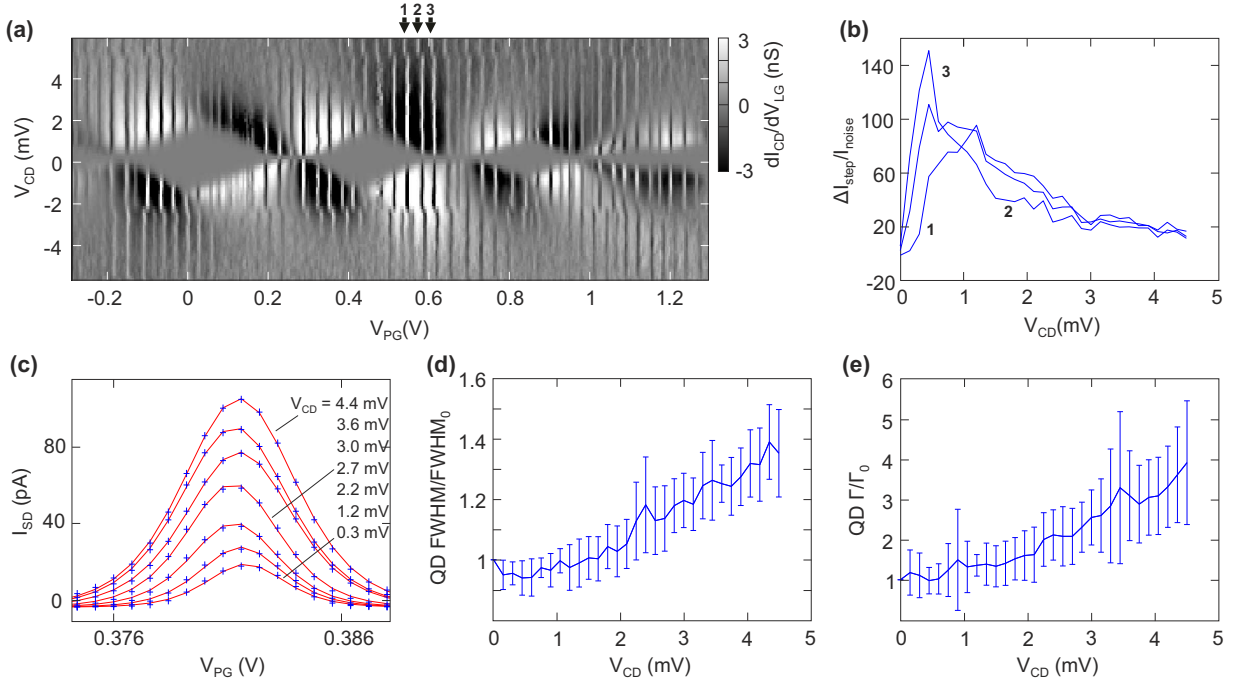 (a)
1 2 3
V_CD (mV)
4
2
0
-2
-4
-0.2 0 0.2 0.4 0.6 0.8 1 1.2
V_PG(V)
3
0
-3
dI_CD/dV_LG (nS)
(b)
ΔI_step/I_noise
140
100
60
20
-20
3
1
2
0 1 2 3 4 5
V_CD(mV)
(c)
I_SD (pA)
80
40
0
V_CD = 4.4 mV
3.6 mV
3.0 mV
2.7 mV
2.2 mV
1.2 mV
0.3 mV
0.376 0.386
V_PG (V)
(d)
QD FWHM/FWHM_0
1.6
1.4
1.2
1
0 1 2 3 4 5
V_CD (mV)
(e)
QD Γ/Γ_0
6
5
4
3
2
1
0 1 2 3 4 5
V_CD (mV)